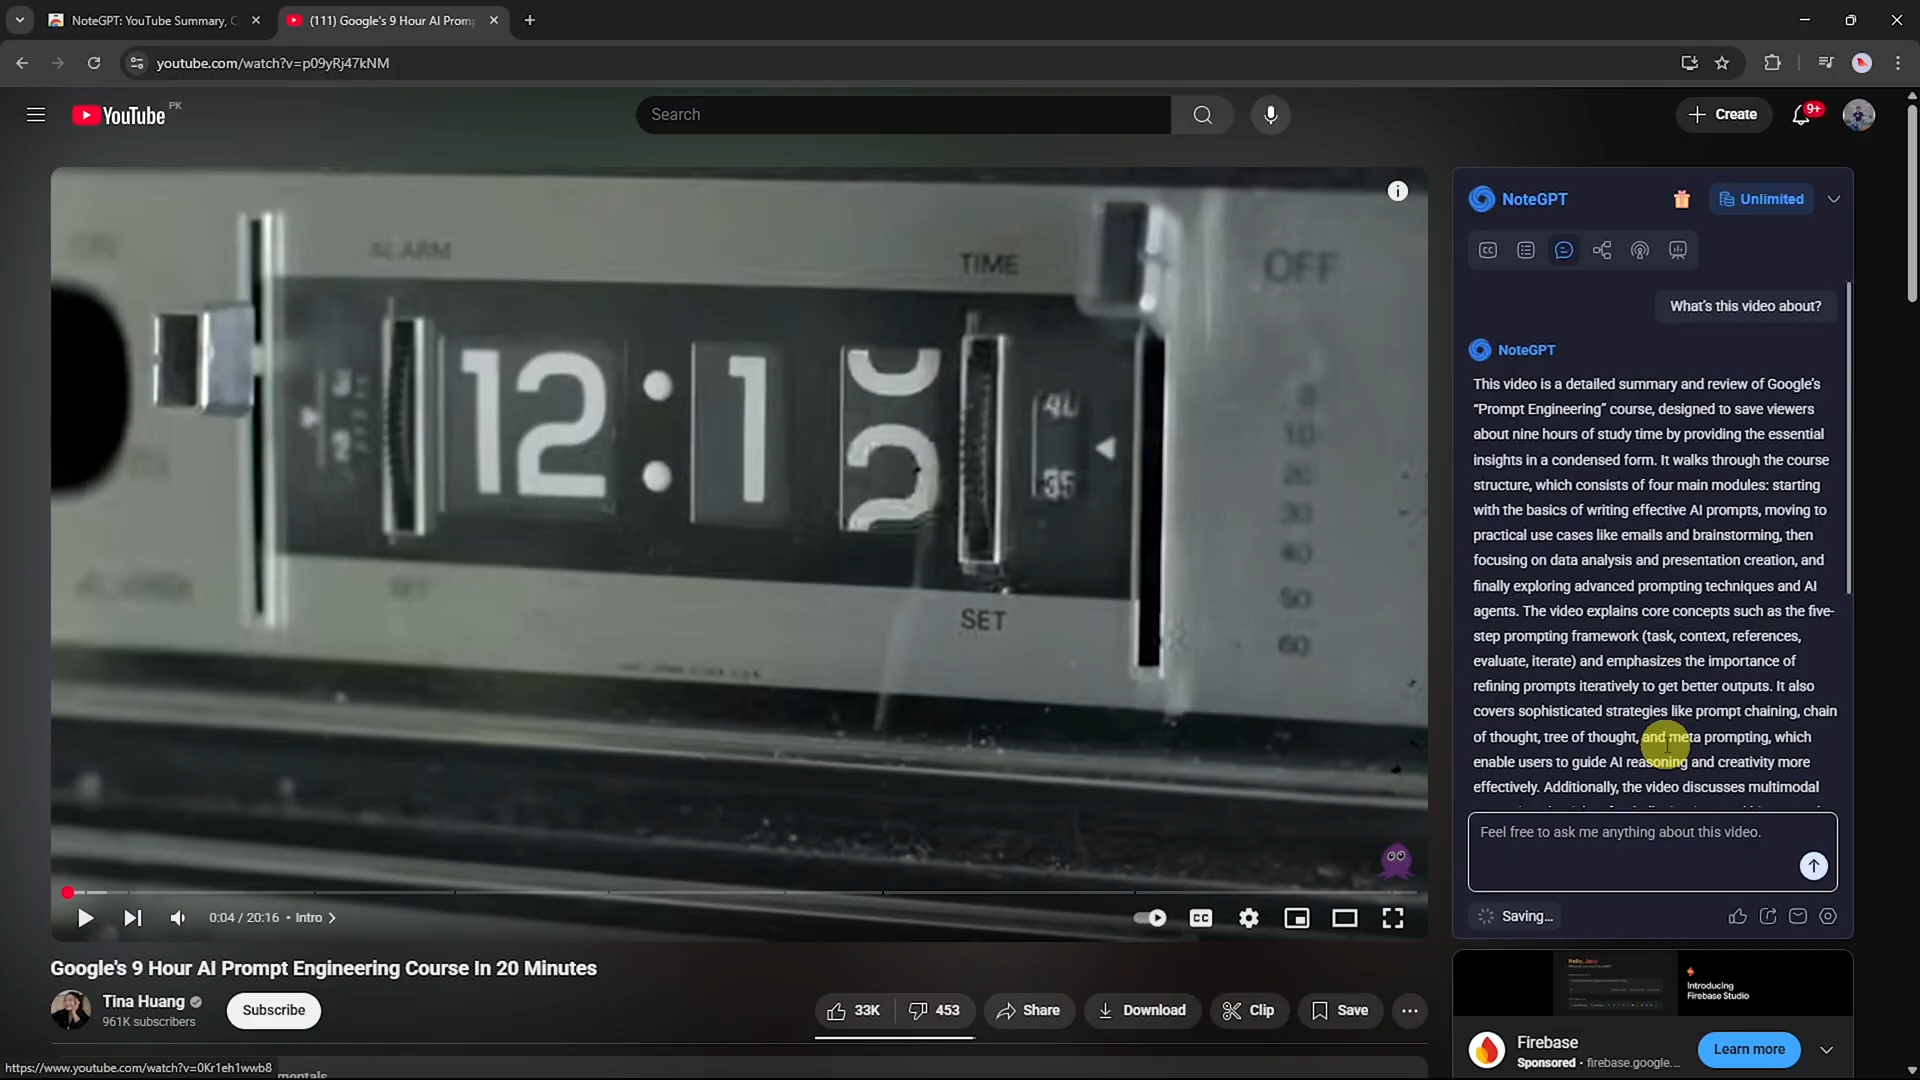 NoteGPT: YouTube Summary, C
(111) Google's 9 Hour AI Prom
youtube.com/watch?v=p09yRj47kNM
YouTube PK
Search
Create
9+
ALARM
TIME
OFF
12:1
40
35
10
20
30
40
50
60
SET
SET
0:04 / 20:16 • Intro >
CC
NoteGPT
Unlimited
CC
What's this video about?
NoteGPT
This video is a detailed summary and review of Google's
"Prompt Engineering" course, designed to save viewers
about nine hours of study time by providing the essential
insights in a condensed form. It walks through the course
structure, which consists of four main modules: starting
with the basics of writing effective AI prompts, moving to
practical use cases like emails and brainstorming, then
focusing on data analysis and presentation creation, and
finally exploring advanced prompting techniques and AI
agents. The video explains core concepts such as the five-
step prompting framework (task, context, references,
evaluate, iterate) and emphasizes the importance of
refining prompts iteratively to get better outputs. It also
covers sophisticated strategies like prompt chaining, chain
of thought, tree of thought, and meta prompting, which
enable users to guide AI reasoning and creativity more
effectively. Additionally, the video discusses multimodal
Feel free to ask me anything about this video.
Saving...
Google's 9 Hour AI Prompt Engineering Course In 20 Minutes
Tina Huang
961K subscribers
Subscribe
33K
453
Share
Download
Clip
Save
Introducing
Firebase Studio
Firebase
Sponsored · firebase.google...
Learn more
https://www.youtube.com/watch?v=0Kr1eh1wwb8
mentals